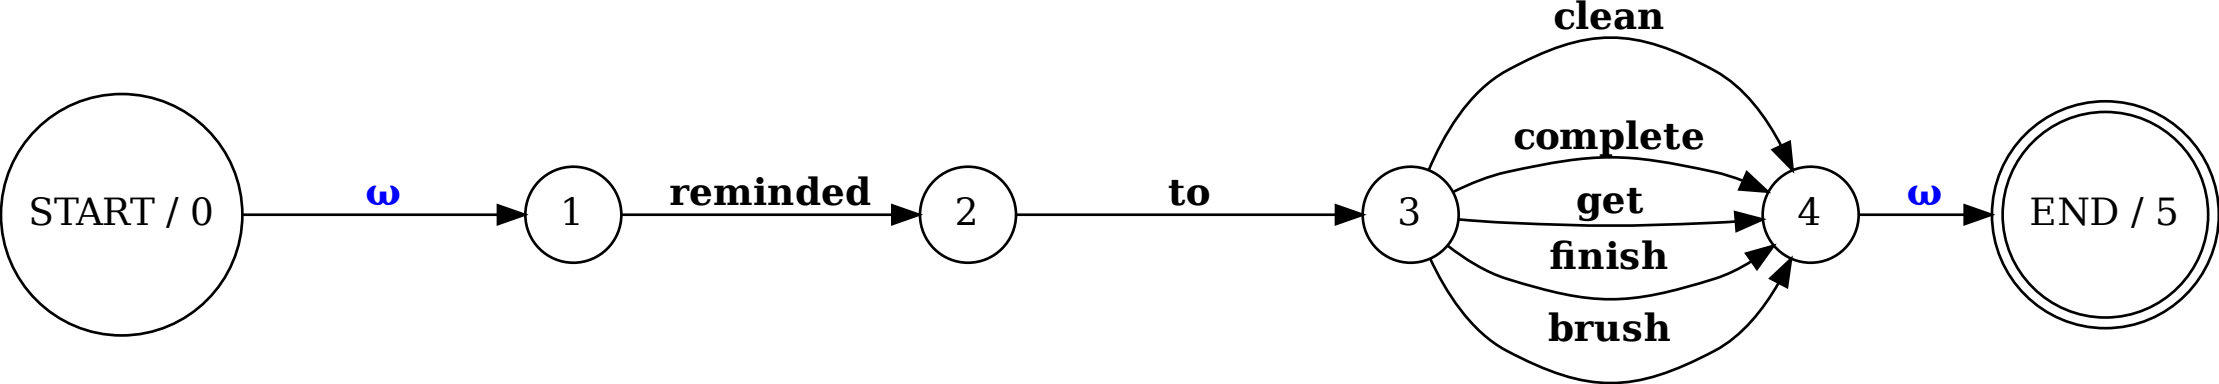 clean
complete
START / 0 ω 1 reminded 2 to 3 get 4 ω END / 5
finish
brush